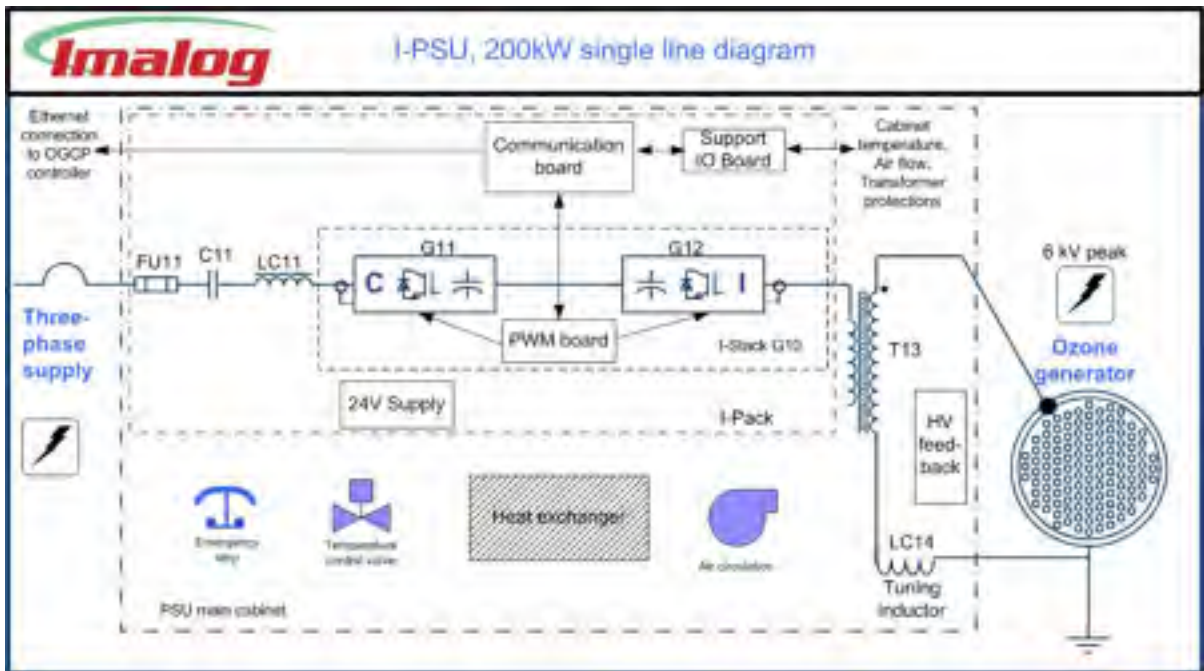 Imalog
I-PSU, 200kW single line diagram
Ethernet
connection
to OGCP
controller
Communication
board
Support
IO Board
Cabinet
temperature,
Air flow,
Transformer
protections
FU11
C11
LC11
G11
G12
C
I
PWM board
I-Stack G10
Three-
phase
supply
24V Supply
I-Pack
T13
HV
feed-
back
6 kV peak
Ozone
generator
Emergency
stop
Temperature
control valve
Heat exchanger
Air circulation
LC14
Tuning
inductor
PSU main cabinet